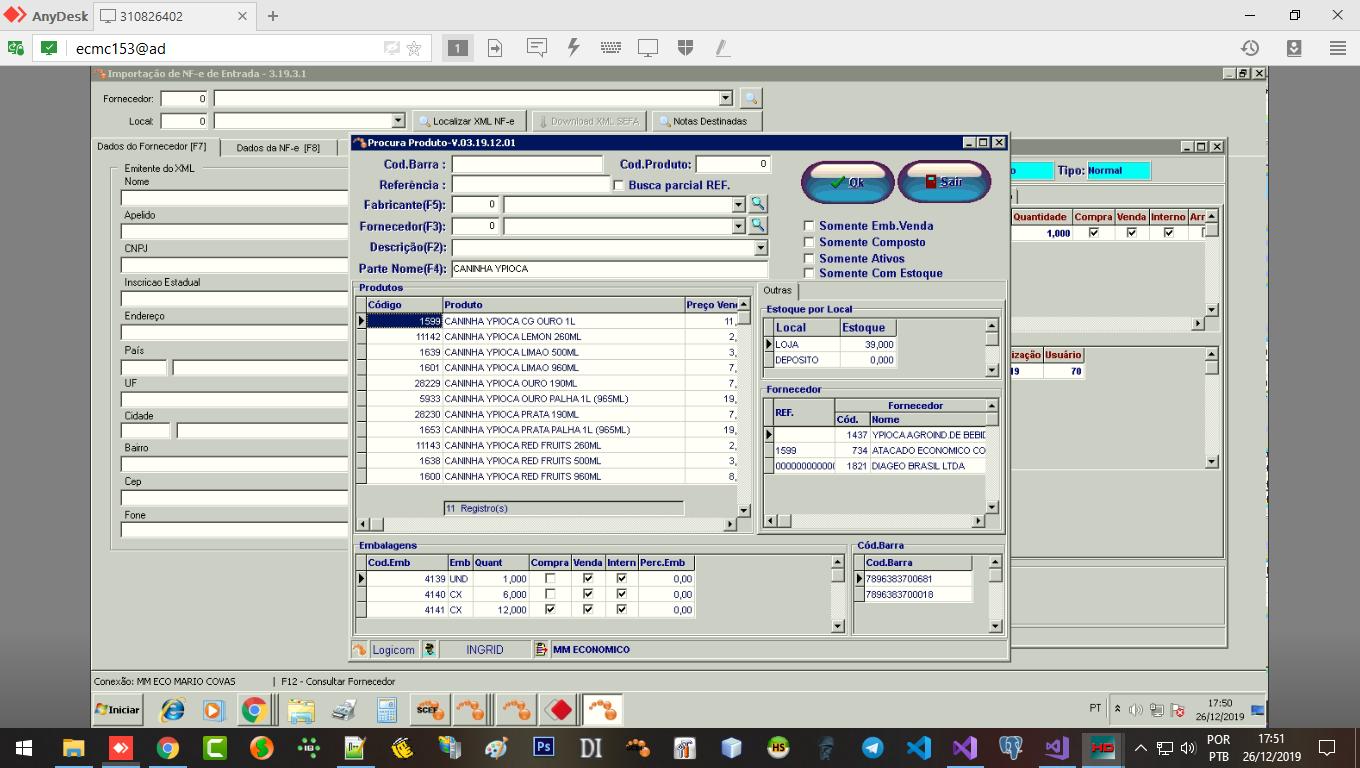 AnyDesk
310826402
ecmc153@ad
1
Importação de NF-e de Entrada - 3.19.3.1
Fornecedor: 0
Local: 0
Localizar XML NF-e
Download XML SEFA
Notas Destinadas
Dados do Fornecedor [F7]
Dados da NF-e [F8]
Emitente do XML
Nome
Apelido
CNPJ
Inscricao Estadual
Endereço
País
UF
Cidade
Bairro
Cep
Fone
Procura Produto-V.03.19.12.01
Cod.Barra :
Cod.Produto: 0
Referência :
Busca parcial REF.
Fabricante(F5): 0
Fornecedor(F3): 0
Descrição(F2):
Parte Nome(F4): CANINHA YPIOCA
Ok
Sair
Somente Emb.Venda
Somente Composto
Somente Ativos
Somente Com Estoque
Produtos
Código Produto Preço Vend
1599 CANINHA YPIOCA CG OURO 1L 11,
11142 CANINHA YPIOCA LEMON 260ML 2,
1639 CANINHA YPIOCA LIMAO 500ML 3,
1601 CANINHA YPIOCA LIMAO 960ML 7,
28229 CANINHA YPIOCA OURO 190ML 7,
5933 CANINHA YPIOCA OURO PALHA 1L (965ML) 19,
28230 CANINHA YPIOCA PRATA 190ML 7,
1653 CANINHA YPIOCA PRATA PALHA 1L (965ML) 19,
11143 CANINHA YPIOCA RED FRUITS 260ML 2,
1638 CANINHA YPIOCA RED FRUITS 500ML 3,
1600 CANINHA YPIOCA RED FRUITS 960ML 8,
11 Registro(s)
Outras
Estoque por Local
Local Estoque
LOJA 39,000
DEPOSITO 0,000
Fornecedor
REF. Fornecedor
Cód. Nome
1437 YPIOCA AGROIND.DE BEBID
1599 734 ATACADO ECONOMICO CO
000000000000 1821 DIAGEO BRASIL LTDA
Embalagens
Cod.Emb Emb Quant Compra Venda Intern Perc.Emb
4139 UND 1,000 0,00
4140 CX 6,000 0,00
4141 CX 12,000 0,00
Cód.Barra
Cod.Barra
7896383700681
7896383700018
Logicom
INGRID
MM ECONOMICO
o Tipo: Normal
Quantidade Compra Venda Interno Arr
1,000
ização Usuário
19 70
Conexão: MM ECO MARIO COVAS | F12 - Consultar Fornecedor
Iniciar
SCEF
PT
17:50
26/12/2019
Ps
DI
HS
HD
POR
PTB
17:51
26/12/2019